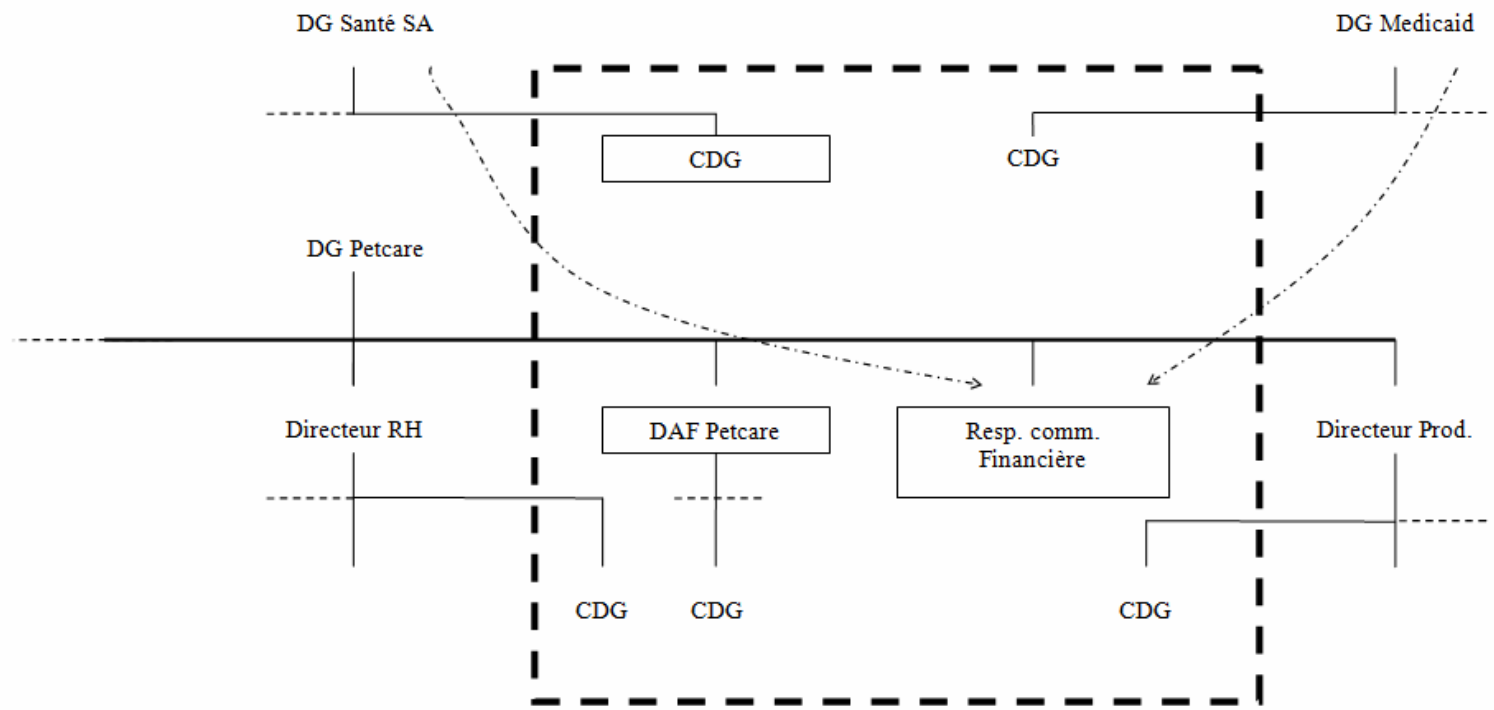 DG Santé SA
DG Medicaid
CDG
CDG
DG Petcare
Directeur RH
DAF Petcare
Resp. comm.
Financière
Directeur Prod.
CDG
CDG
CDG